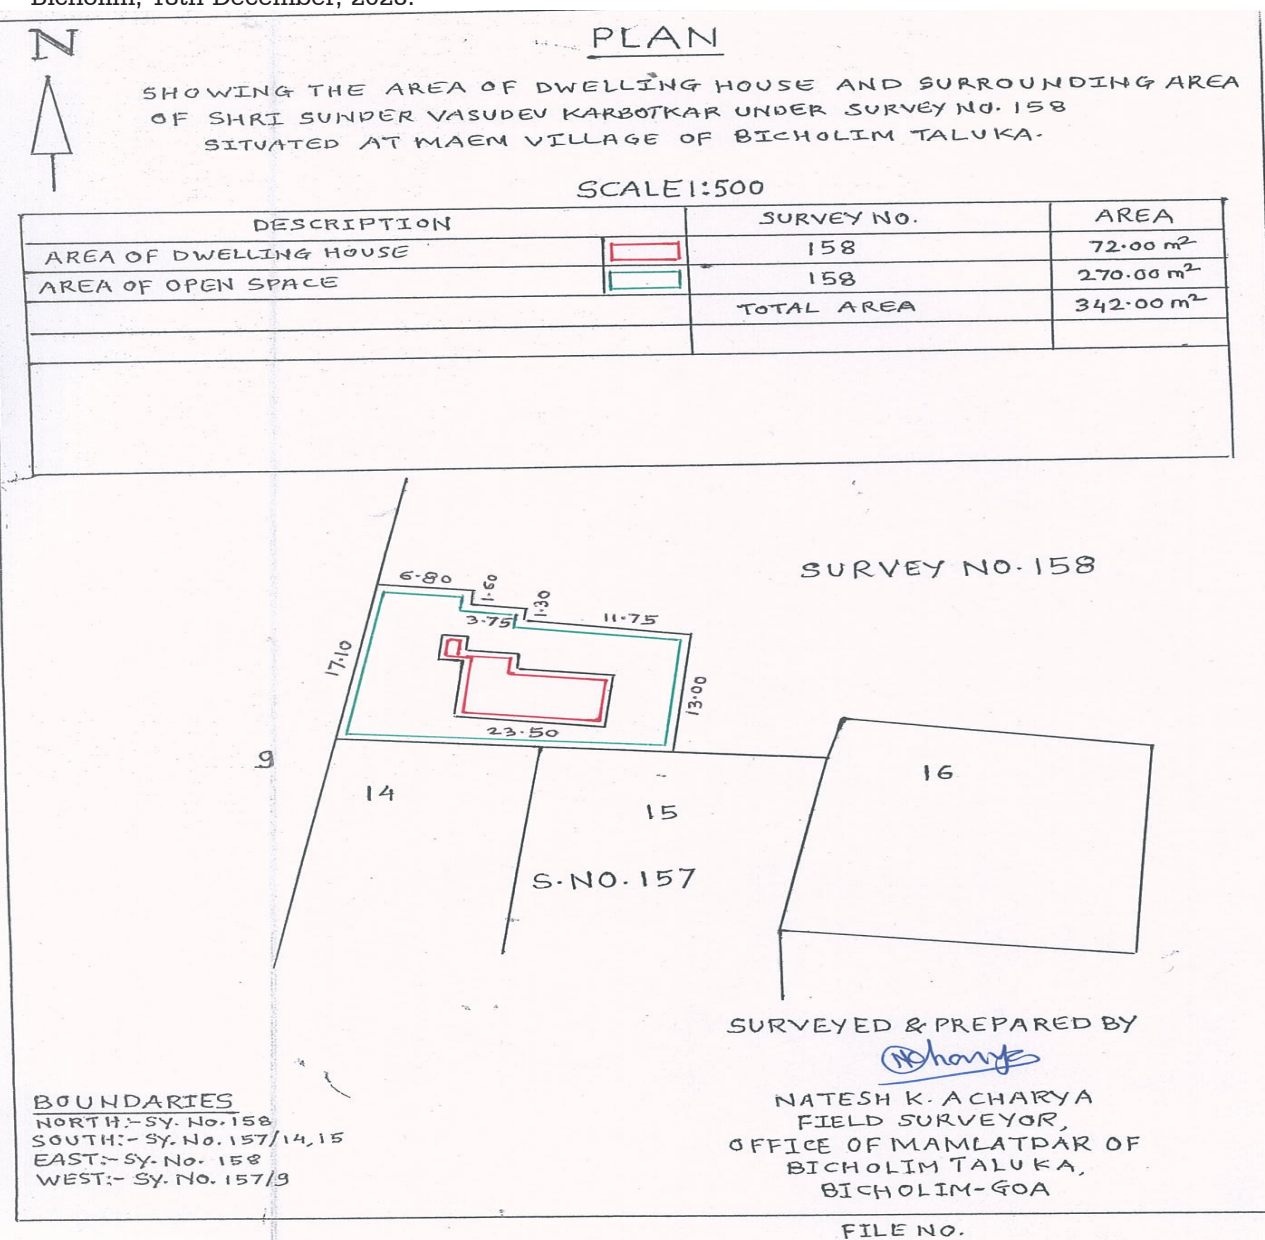 Bicholim, 18th December, 2023.
N
PLAN
SHOWING THE AREA OF DWELLING HOUSE AND SURROUNDING AREA
OF SHRI SUNDER VASUDEV KARBOTKAR UNDER SURVEY NO. 158
SITUATED AT MAEM VILLAGE OF BICHOLIM TALUKA.
SCALE 1:500
DESCRIPTION SURVEY NO. AREA
AREA OF DWELLING HOUSE 158 72.00 m²
AREA OF OPEN SPACE 158 270.00 m²
TOTAL AREA 342.00 m²
SURVEY NO. 158
6.80
1.60
3.75
1.30
11.75
17.10
13.00
23.50
9
14
15
16
S.NO.157
SURVEYED & PREPARED BY
NATESH K. ACHARYA
FIELD SURVEYOR,
OFFICE OF MAMLATDAR OF
BICHOLIM TALUKA,
BICHOLIM-GOA
BOUNDARIES
NORTH:- SY. No. 158
SOUTH:- SY. No. 157/14,15
EAST:- SY. No. 158
WEST:- SY. No. 157/9
FILE NO.